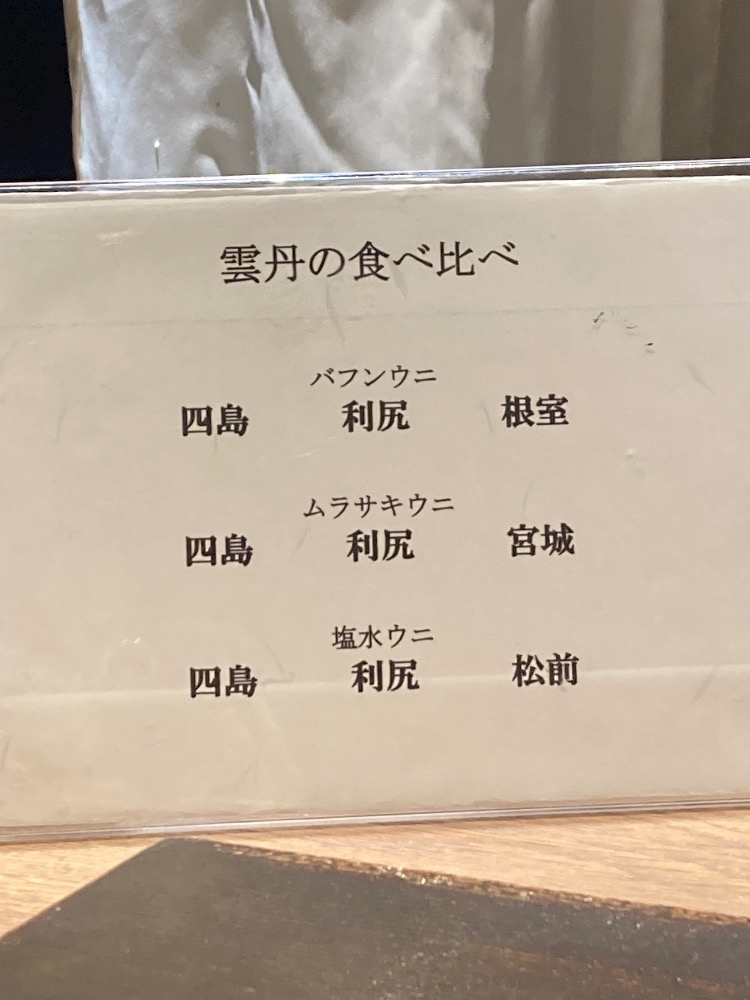 雲丹の食べ比べ
バフンウニ
四島 利尻 根室
ムラサキウニ
四島 利尻 宮城
塩水ウニ
四島 利尻 松前